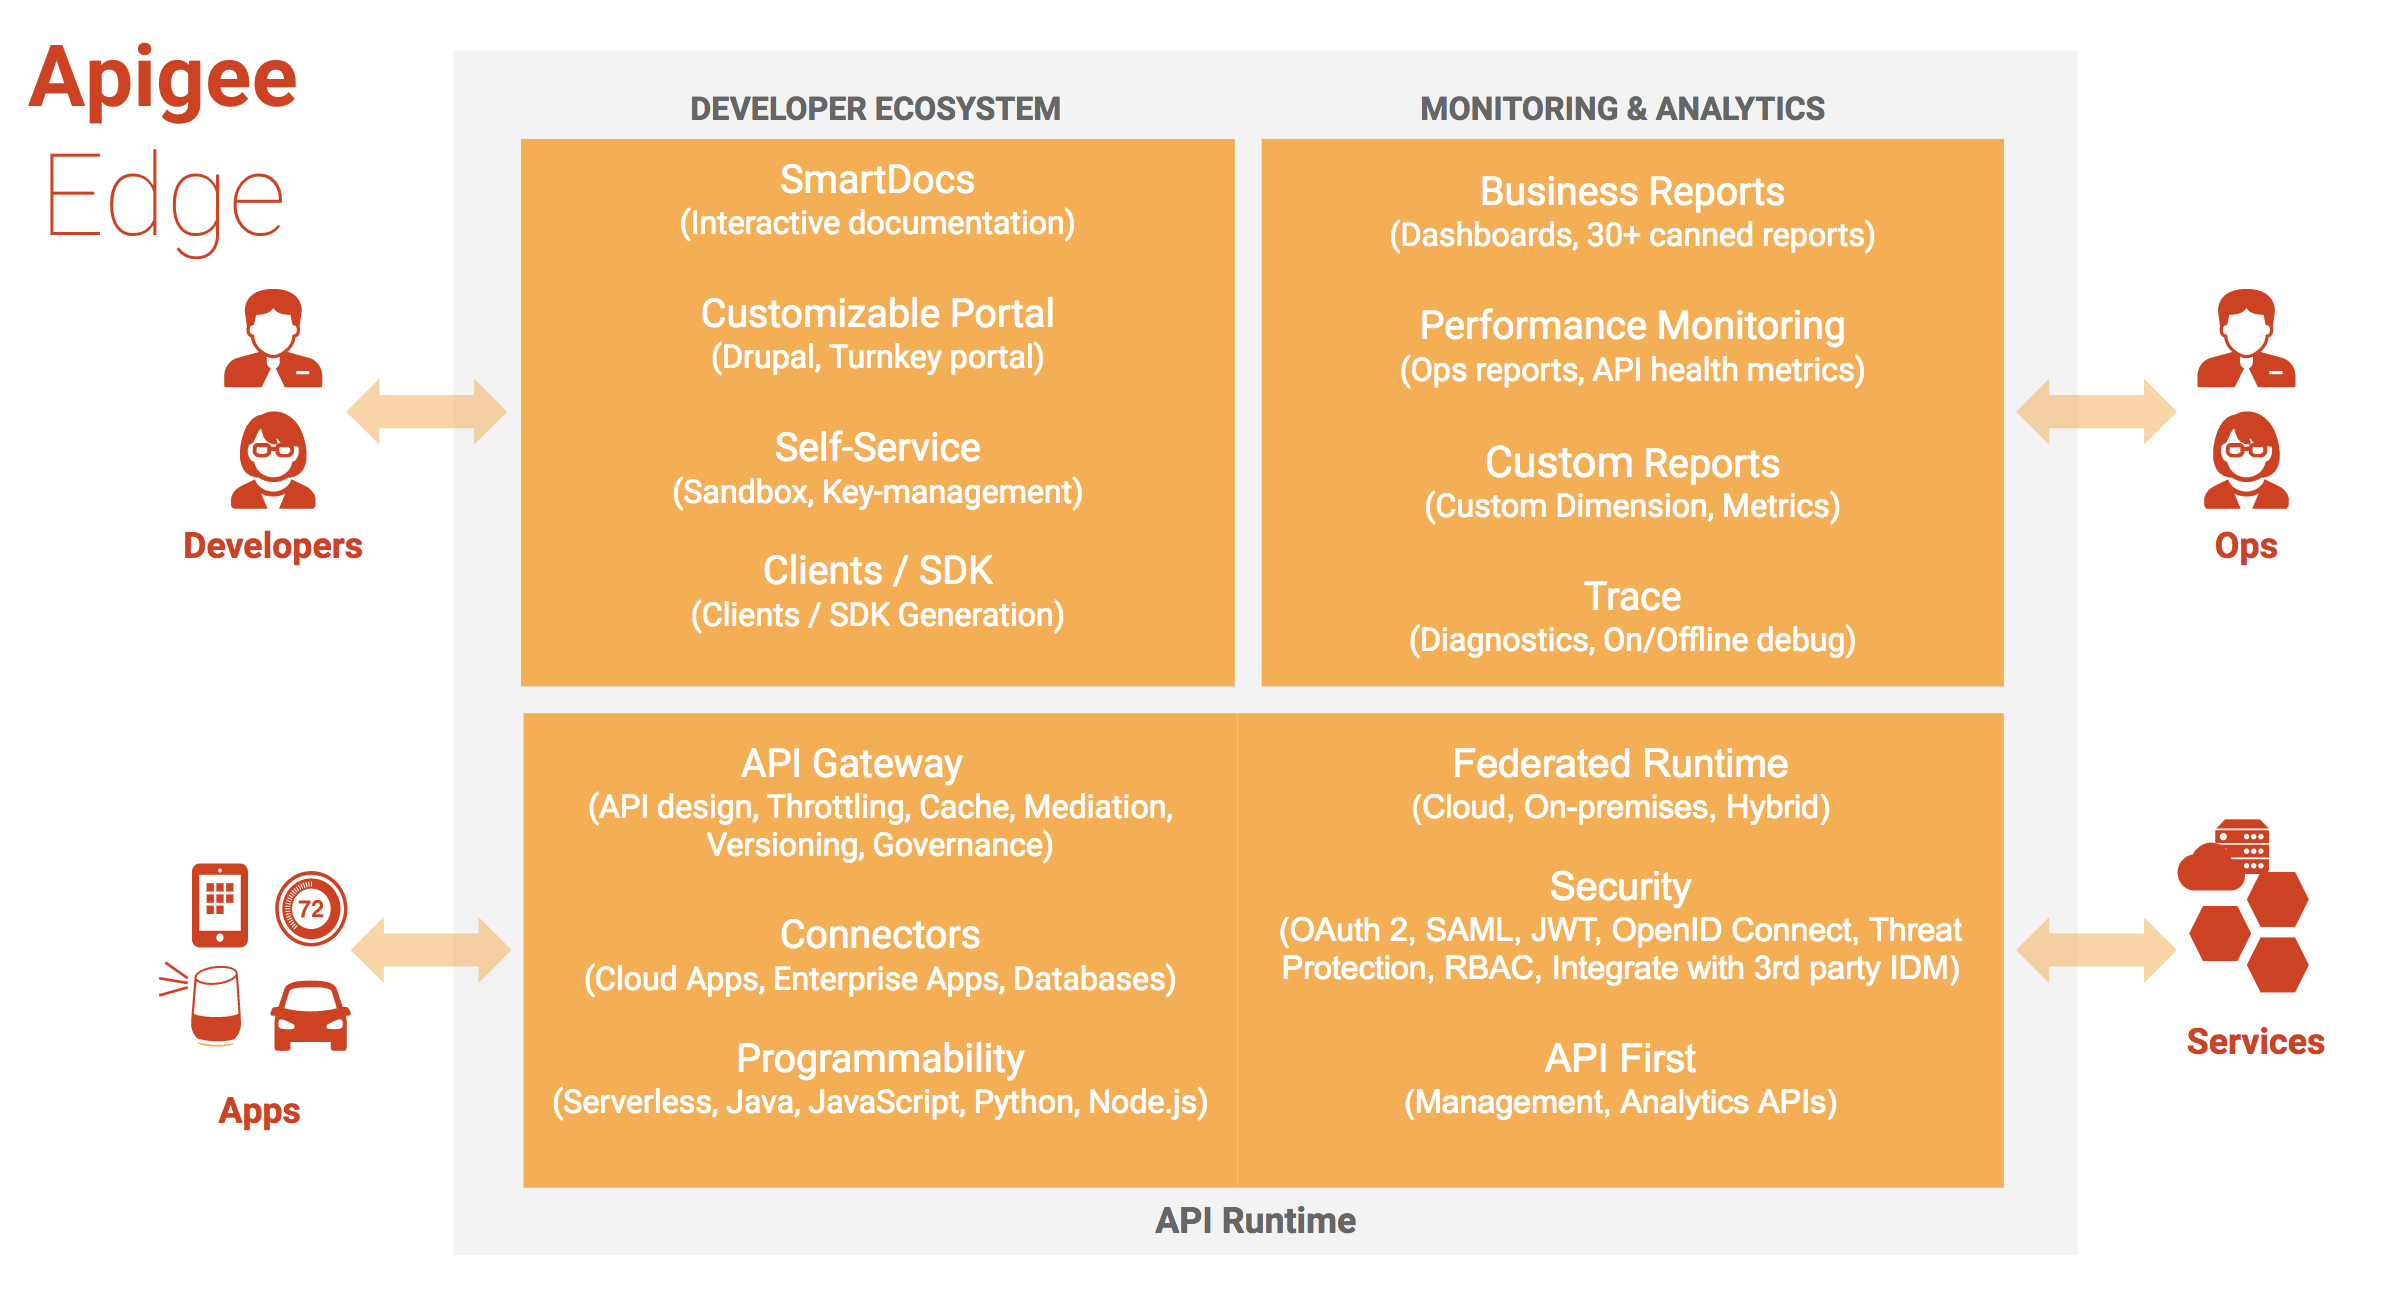 Apigee
Edge
DEVELOPER ECOSYSTEM
SmartDocs
(Interactive documentation)
Customizable Portal
(Drupal, Turnkey portal)
Self-Service
(Sandbox, Key-management)
Clients / SDK
(Clients / SDK Generation)
MONITORING & ANALYTICS
Business Reports
(Dashboards, 30+ canned reports)
Performance Monitoring
(Ops reports, API health metrics)
Custom Reports
(Custom Dimension, Metrics)
Trace
(Diagnostics, On/Offline debug)
Developers
Ops
API Gateway
(API design, Throttling, Cache, Mediation,
Versioning, Governance)
Connectors
(Cloud Apps, Enterprise Apps, Databases)
Programmability
(Serverless, Java, JavaScript, Python, Node.js)
Federated Runtime
(Cloud, On-premises, Hybrid)
Security
(OAuth 2, SAML, JWT, OpenID Connect, Threat
Protection, RBAC, Integrate with 3rd party IDM)
API First
(Management, Analytics APIs)
72
Apps
Services
API Runtime